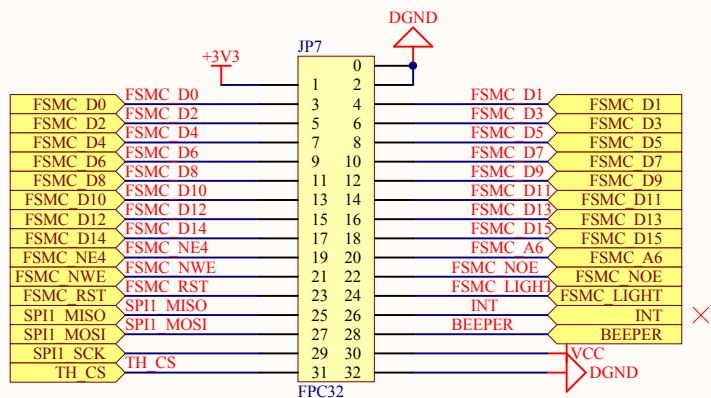 DGND
JP7
+3V3
0
1 2
FSMC_D0 FSMC_D0 3 4 FSMC_D1 FSMC_D1
FSMC_D2 FSMC_D2 5 6 FSMC_D3 FSMC_D3
FSMC_D4 FSMC_D4 7 8 FSMC_D5 FSMC_D5
FSMC_D6 FSMC_D6 9 10 FSMC_D7 FSMC_D7
FSMC_D8 FSMC_D8 11 12 FSMC_D9 FSMC_D9
FSMC_D10 FSMC_D10 13 14 FSMC_D11 FSMC_D11
FSMC_D12 FSMC_D12 15 16 FSMC_D13 FSMC_D13
FSMC_D14 FSMC_D14 17 18 FSMC_D15 FSMC_D15
FSMC_NE4 FSMC_NE4 19 20 FSMC_A6 FSMC_A6
FSMC_NWE FSMC_NWE 21 22 FSMC_NOE FSMC_NOE
FSMC_RST FSMC_RST 23 24 FSMC_LIGHT FSMC_LIGHT
SPI1_MISO SPI1_MISO 25 26 INT INT
SPI1_MOSI SPI1_MOSI 27 28 BEEPER BEEPER
SPI1_SCK 29 30 VCC
TH_CS TH_CS 31 32 DGND
FPC32